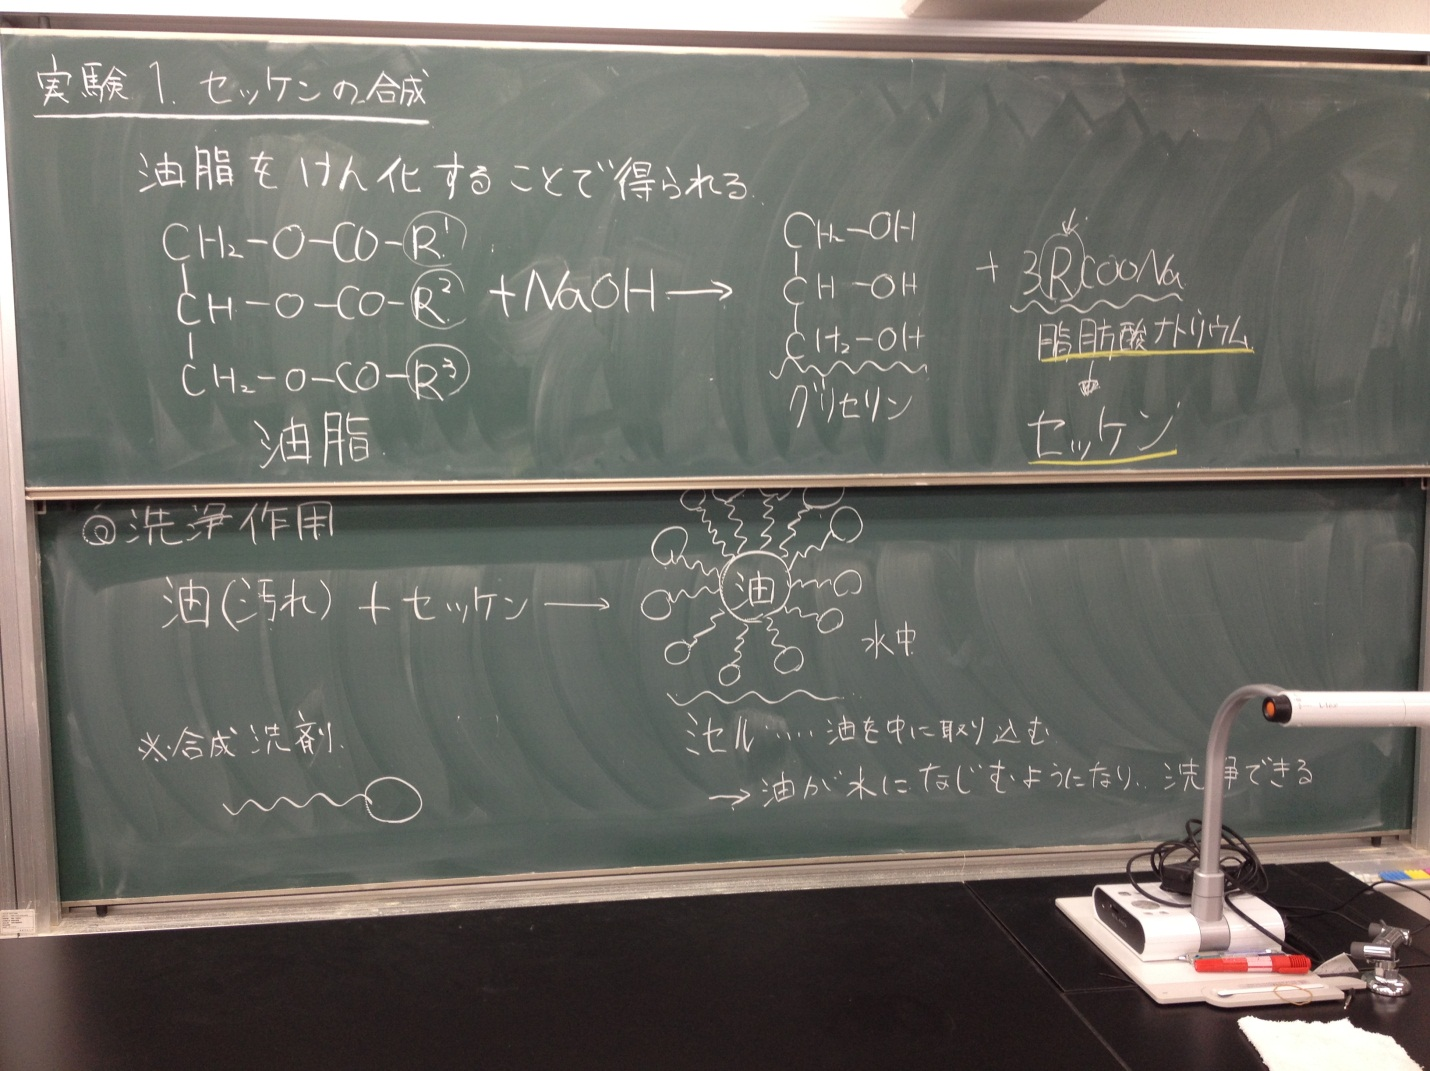 実験1. セッケンの合成
油脂をけん化することで得られる.
CH₂-O-CO-R¹
CH-O-CO-R²
CH₂-O-CO-R³
油脂
+NaOH→
CH₂-OH
CH-OH
CH₂-OH
グリセリン
+ 3RCOONa
脂肪酸ナトリウム
↓
セッケン
◎洗浄作用
油(汚れ) + セッケン →
油
水中
ミセル....油を中に取り込む
→油が水になじむようになり、洗浄できる
※合成洗剤.